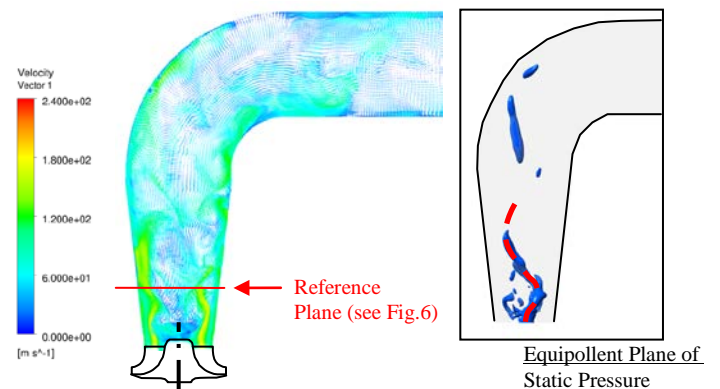 Velocity
Vector 1
2.400e+02
1.800e+02
1.200e+02
6.000e+01
0.000e+00
[m s^-1]
Reference
Plane (see Fig.6)
Equipollent Plane of
Static Pressure